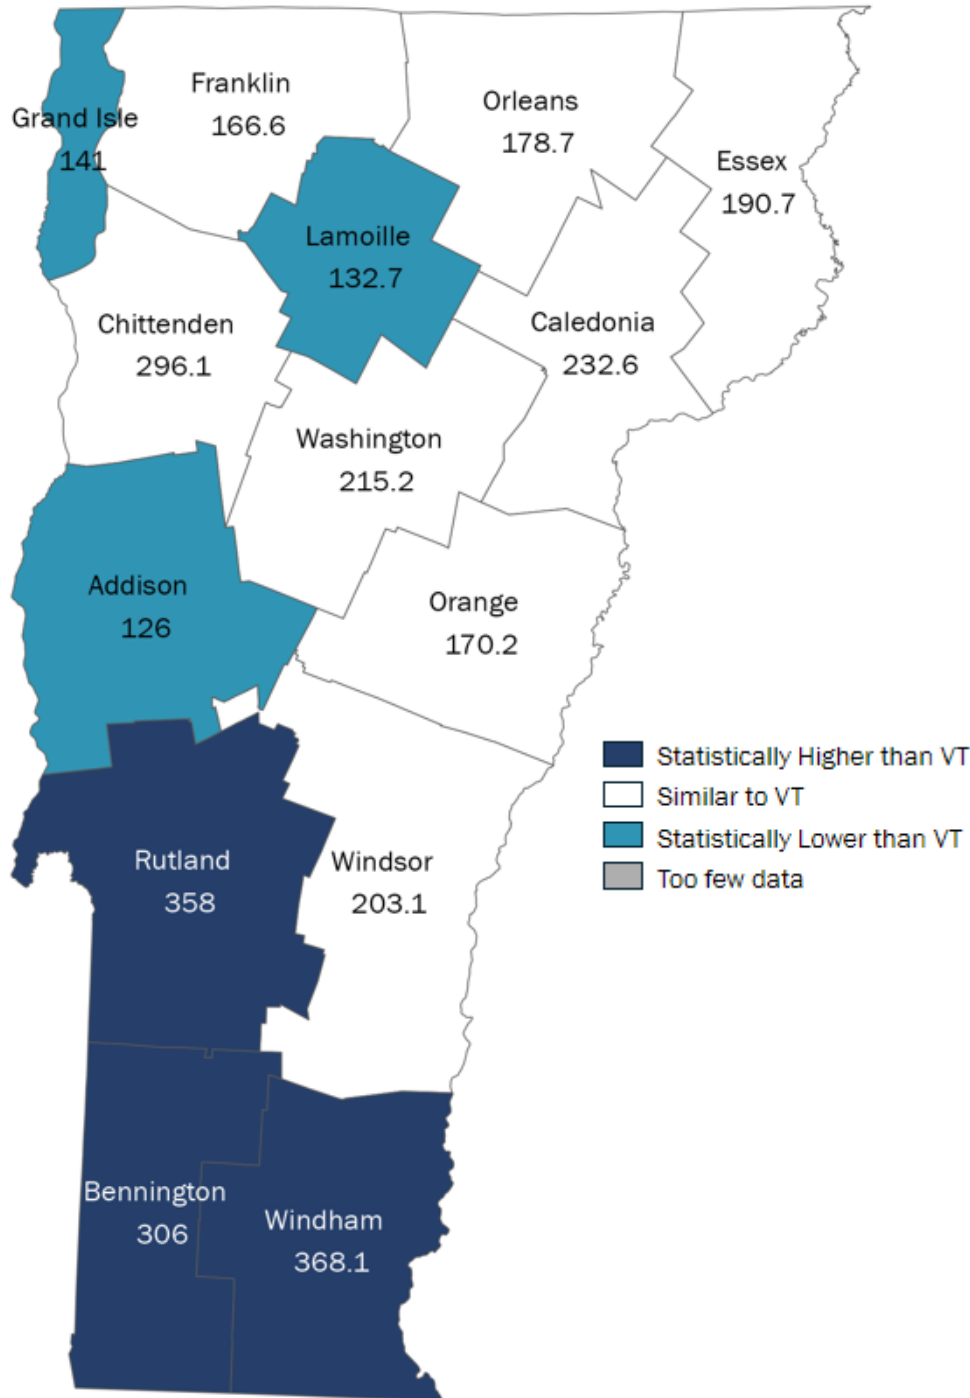 Franklin
166.6
Orleans
178.7
Grand Isle
141
Essex
190.7
Lamoille
132.7
Chittenden
296.1
Caledonia
232.6
Washington
215.2
Addison
126
Orange
170.2
Statistically Higher than VT
Similar to VT
Statistically Lower than VT
Too few data
Rutland
358
Windsor
203.1
Bennington
306
Windham
368.1